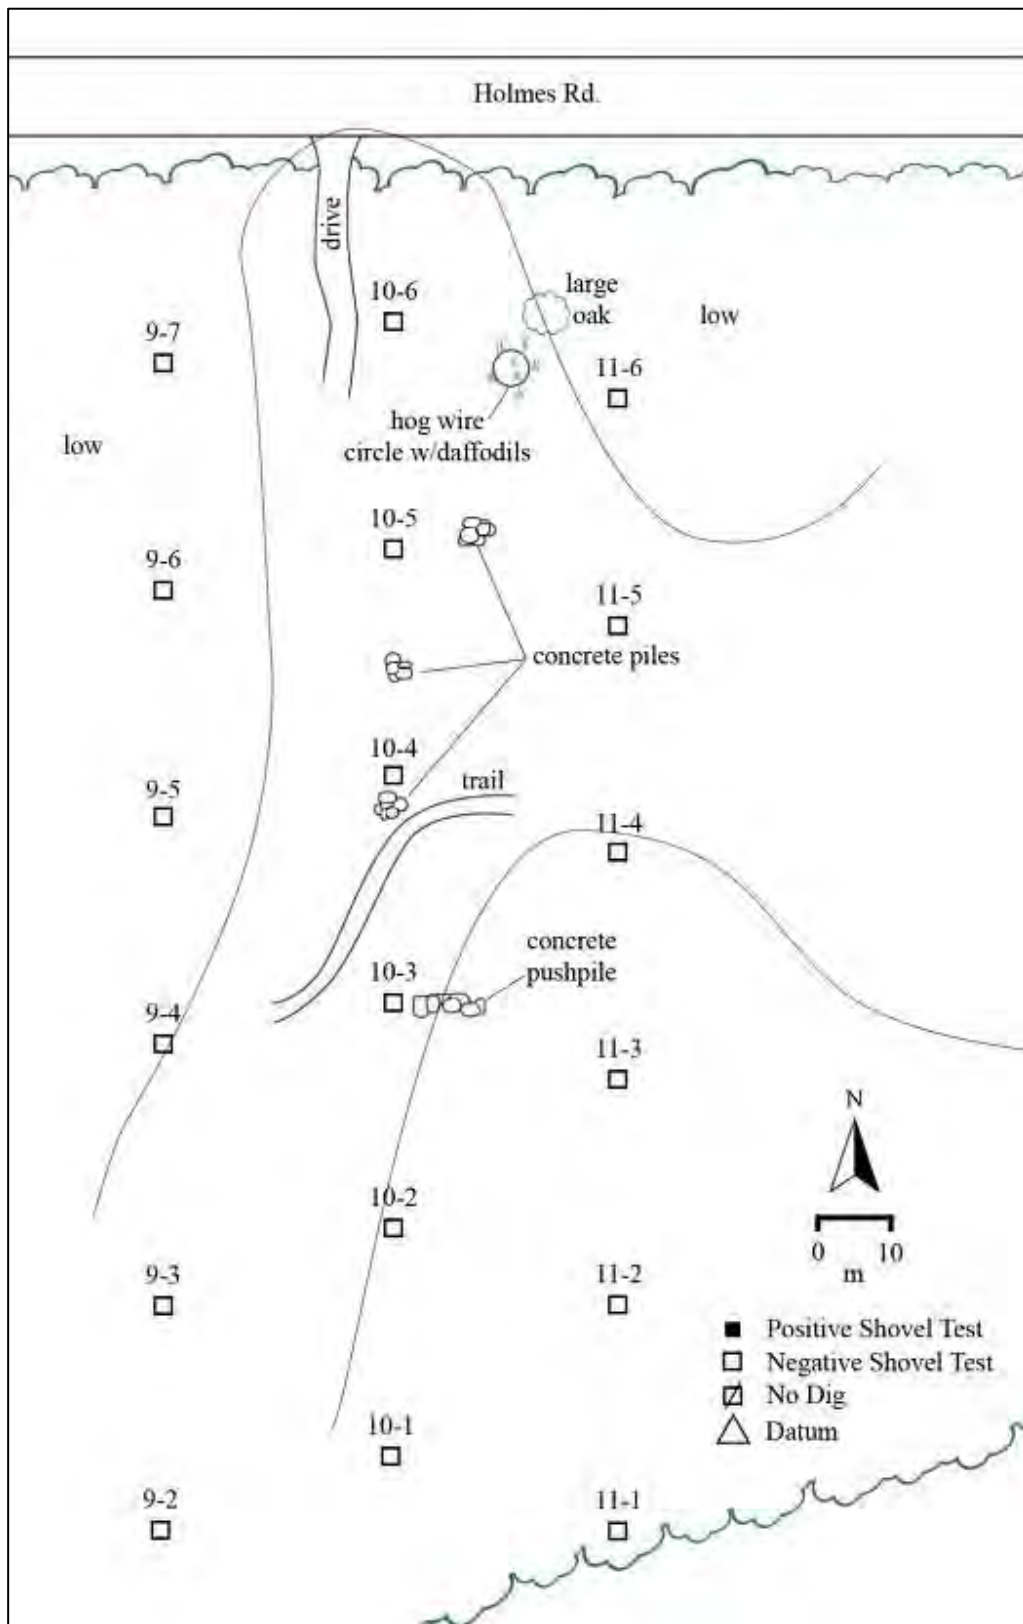 Holmes Rd.
drive
10-6
large
oak
low
9-7
11-6
hog wire
circle w/daffodils
low
10-5
9-6
11-5
concrete piles
10-4
trail
9-5
11-4
concrete
pushpile
10-3
9-4
11-3
N
10-2
0 10
m
9-3
11-2
Positive Shovel Test
Negative Shovel Test
No Dig
Datum
10-1
9-2
11-1